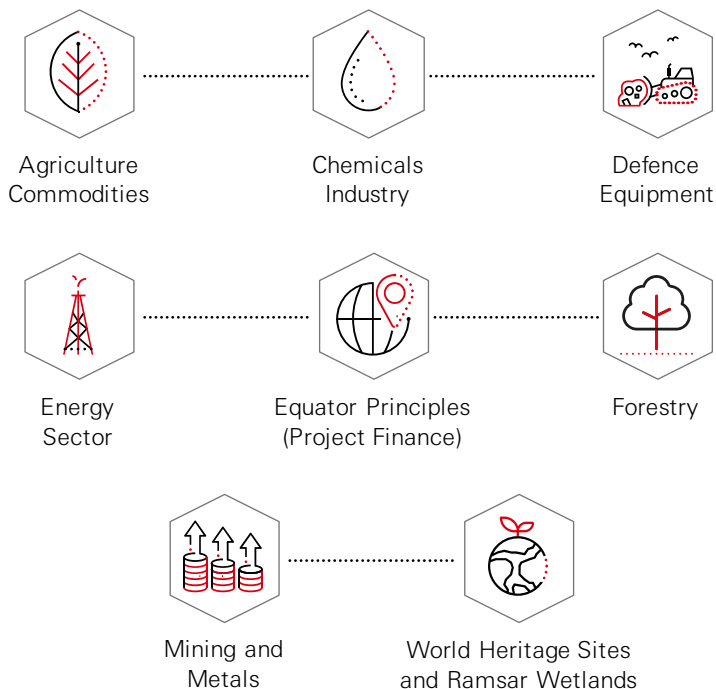 Agriculture
Commodities
Chemicals
Industry
Defence
Equipment
Energy
Sector
Equator Principles
(Project Finance)
Forestry
Mining and
Metals
World Heritage Sites
and Ramsar Wetlands